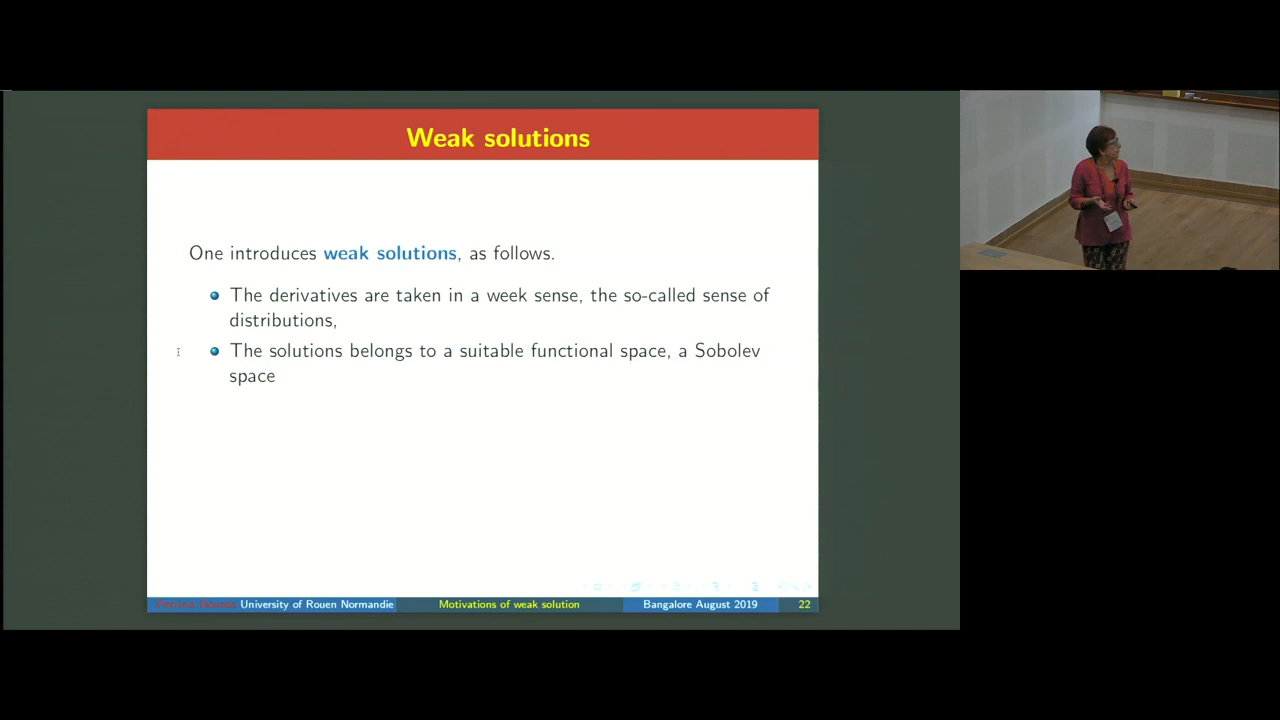 Weak solutions
One introduces weak solutions, as follows.
The derivatives are taken in a week sense, the so-called sense of
distributions,
The solutions belongs to a suitable functional space, a Sobolev
space
University of Rouen Normandie
Motivations of weak solution
Bangalore August 2019
22